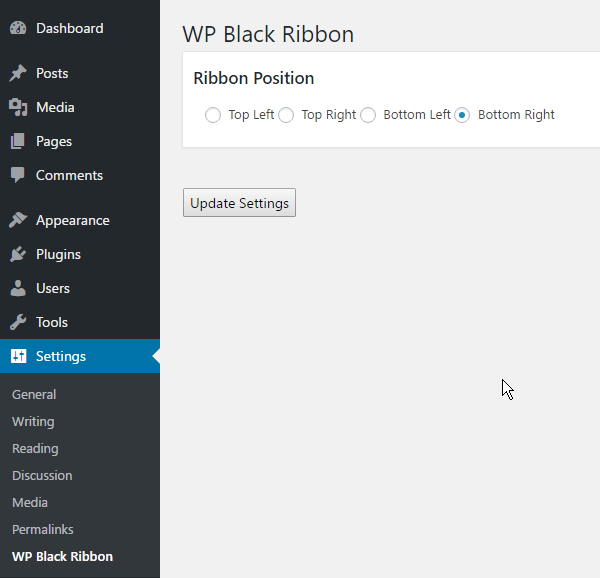 Dashboard
Posts
Media
Pages
Comments
Appearance
Plugins
Users
Tools
Settings
General
Writing
Reading
Discussion
Media
Permalinks
WP Black Ribbon
WP Black Ribbon
Ribbon Position
Top Left Top Right Bottom Left Bottom Right
Update Settings